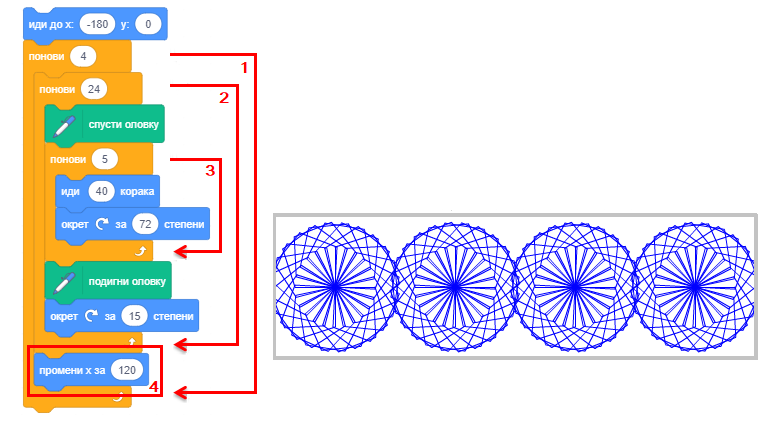 иди до x: -180 y: 0
понови 4
1
понови 24
2
спусти оловку
понови 5
3
иди 40 корака
окрет за 72 степени
подигни оловку
окрет за 15 степени
промени x за 120
4